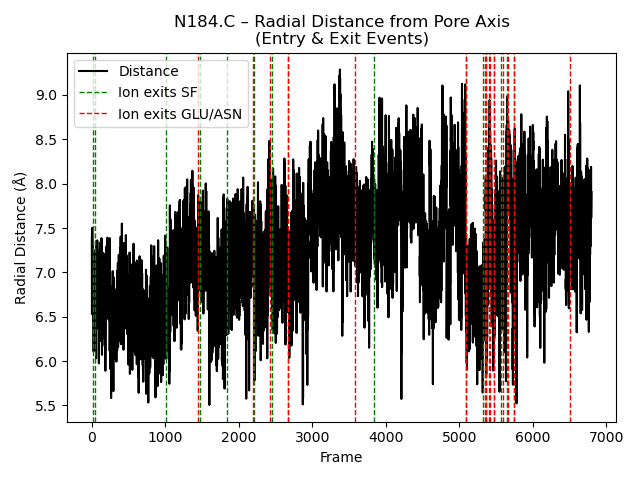 N184.C – Radial Distance from Pore Axis
(Entry & Exit Events)
Distance
Ion exits SF
Ion exits GLU/ASN
Radial Distance (Å)
9.0
8.5
8.0
7.5
7.0
6.5
6.0
5.5
0 1000 2000 3000 4000 5000 6000 7000
Frame